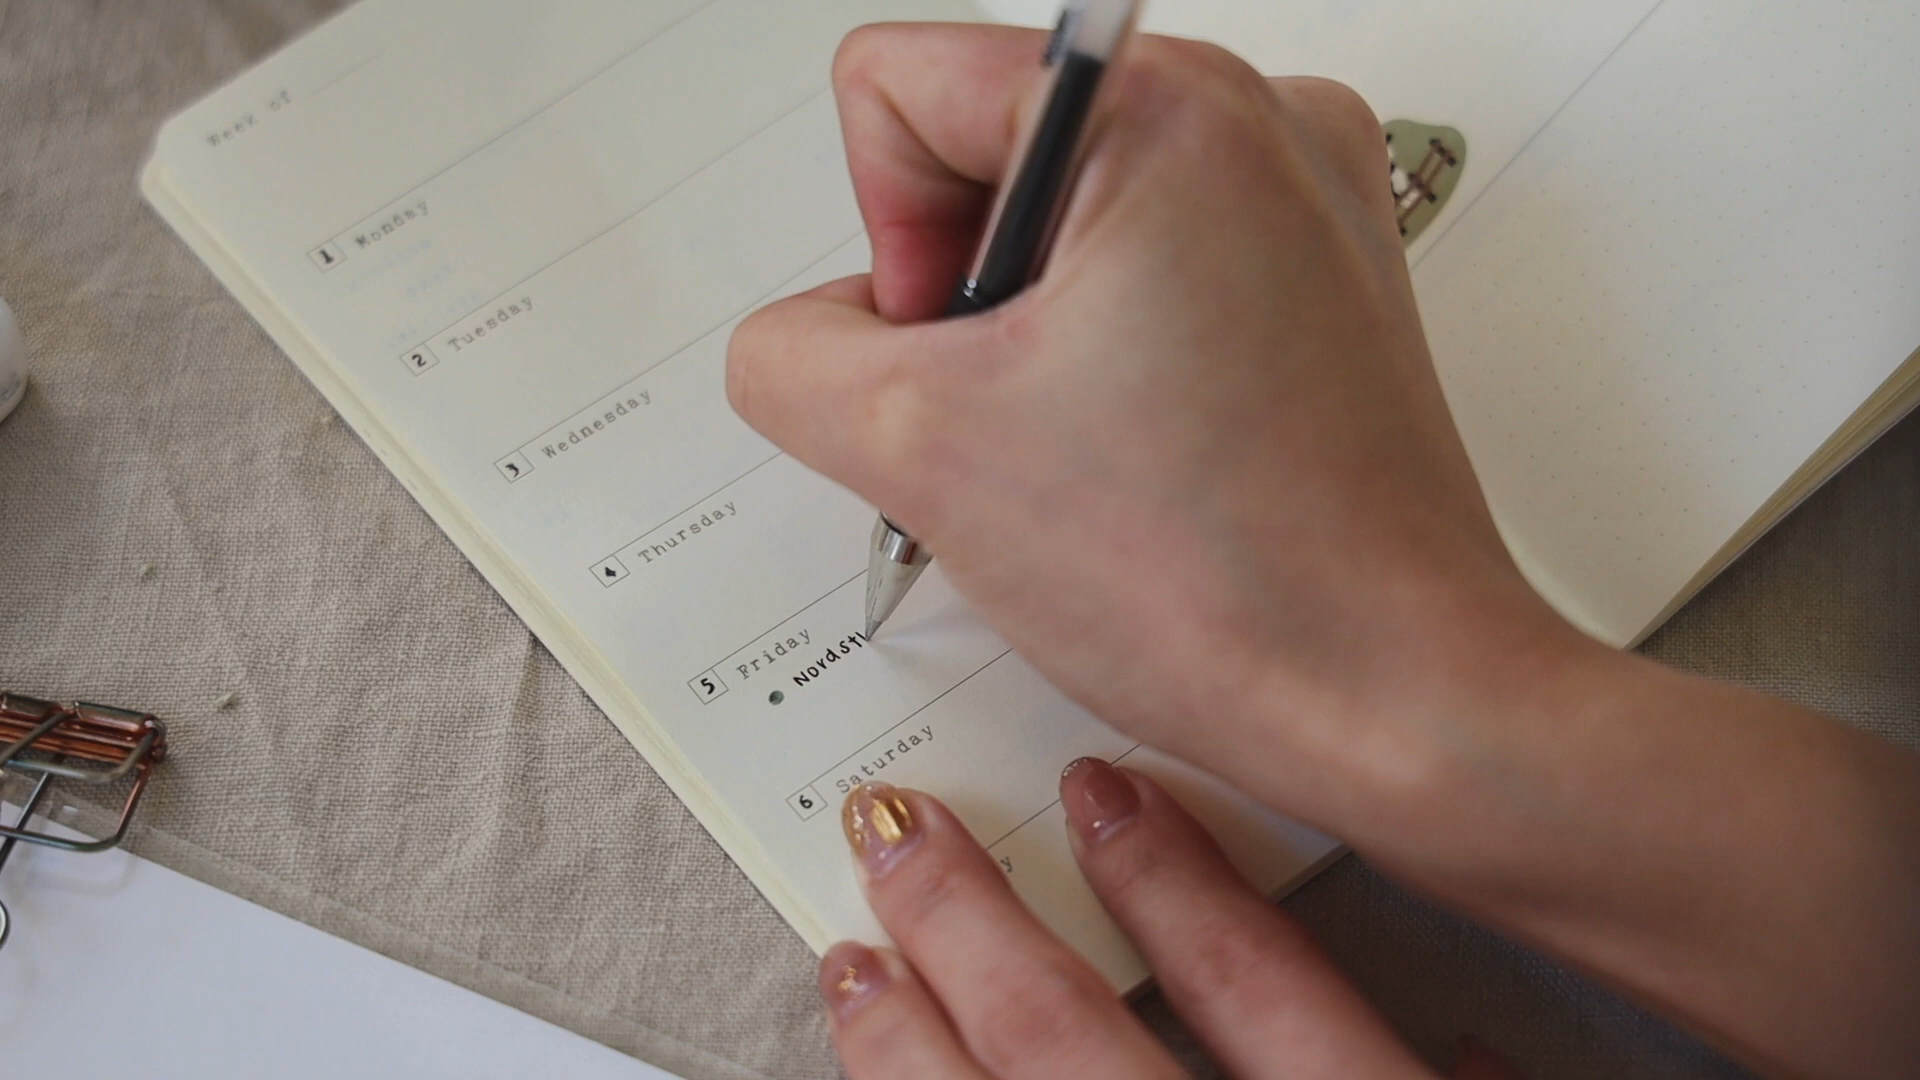 Week of
1 Monday
2 Tuesday
3 Wednesday
4 Thursday
5 Friday
Nordst
6 Saturday
y